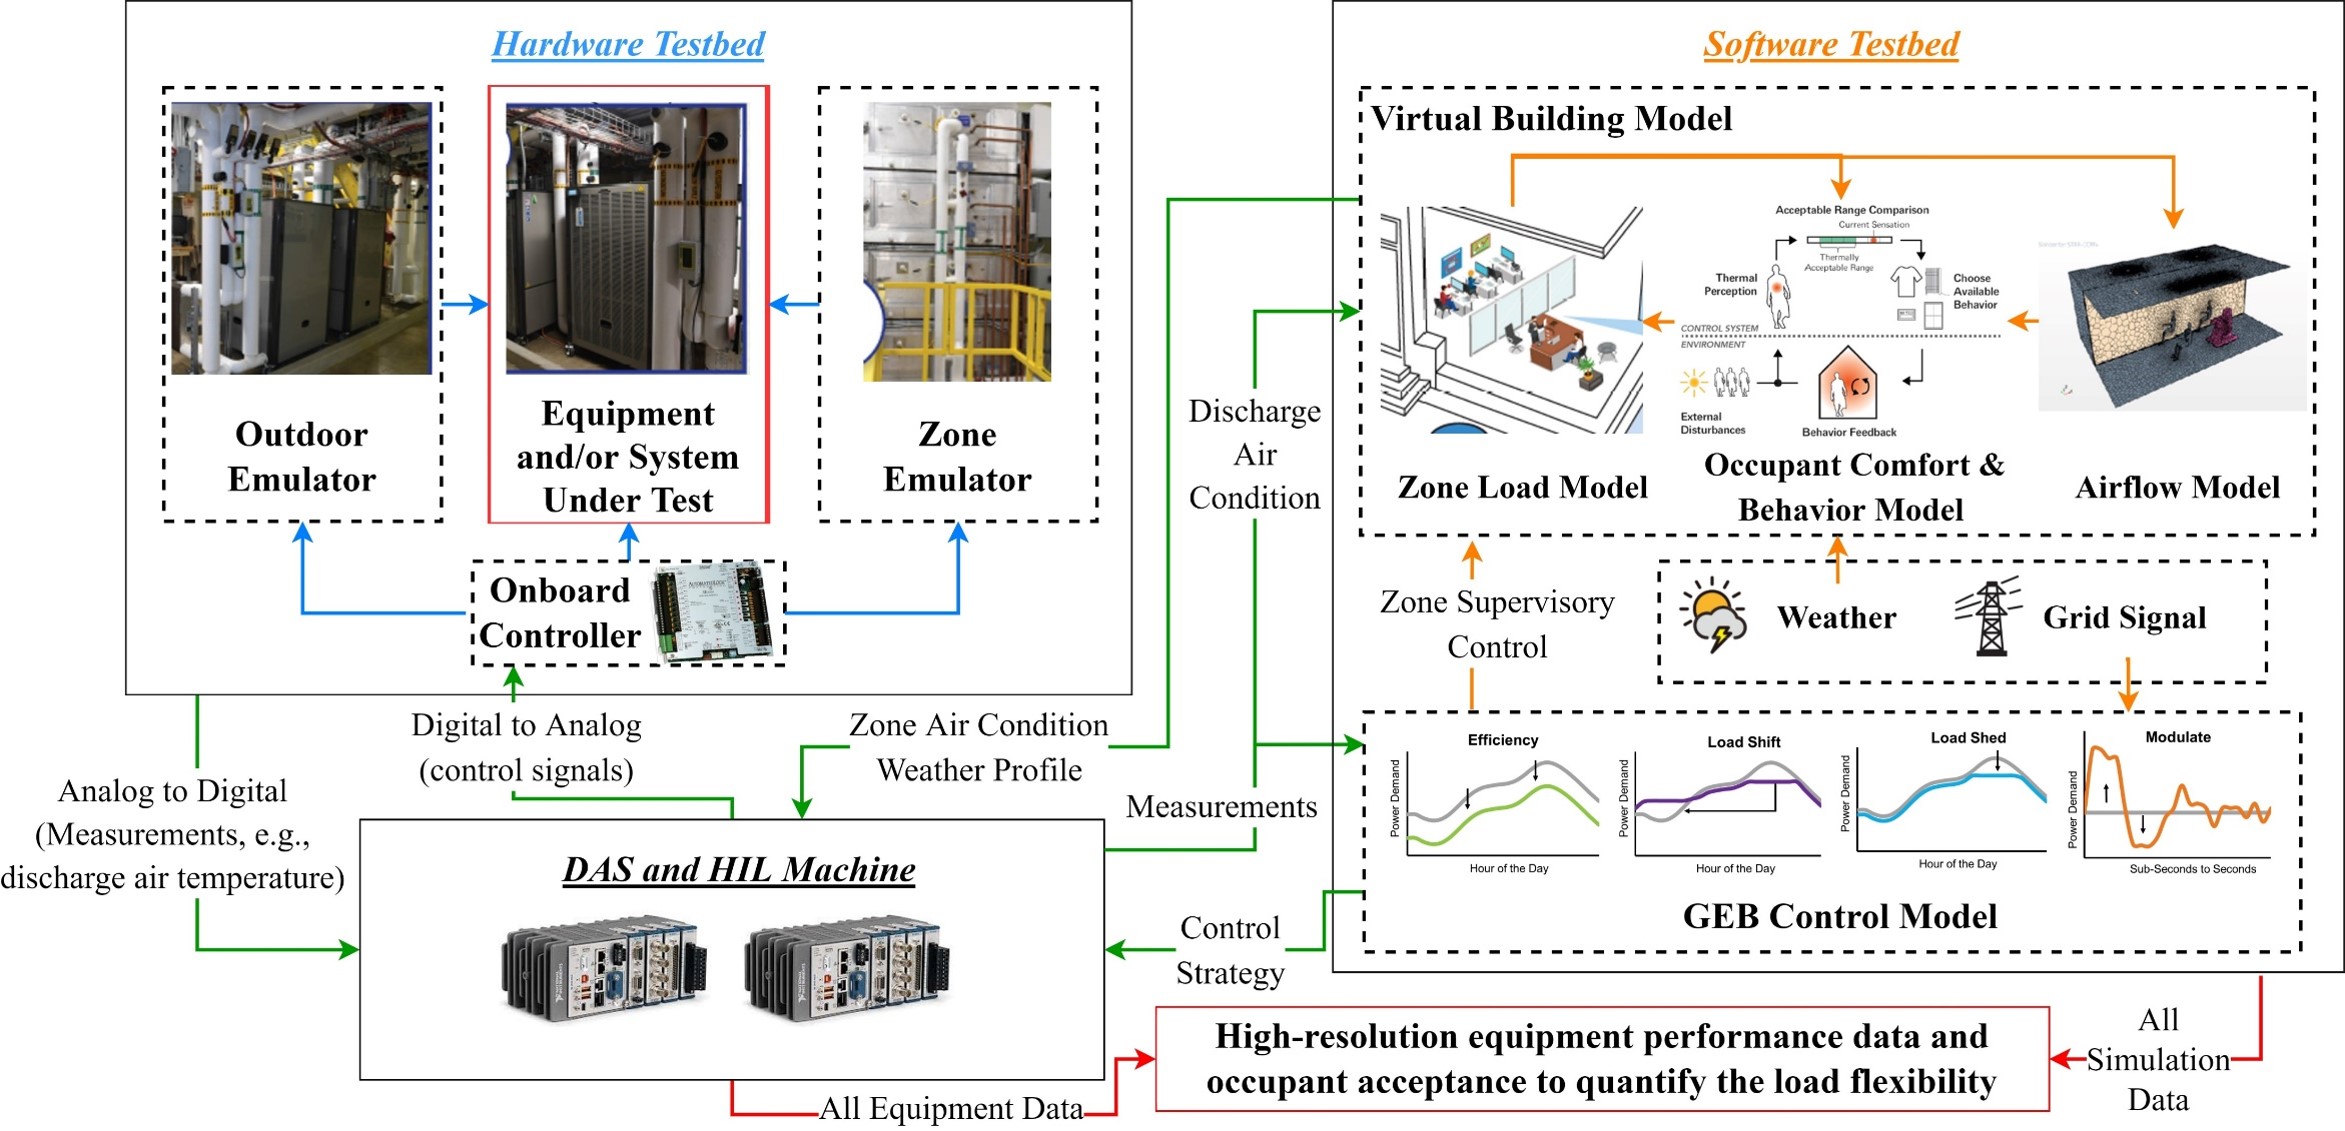 Hardware Testbed
Outdoor
Emulator
Equipment
and/or System
Under Test
Zone
Emulator
Onboard
Controller
Software Testbed
Virtual Building Model
Acceptable Range Comparison
Current Sensation
Thermally
Acceptable Range
Thermal
Perception
Choose
Available
Behavior
CONTROL SYSTEM
ENVIRONMENT
External
Disturbances
Behavior Feedback
Zone Load Model
Occupant Comfort &
Behavior Model
Airflow Model
Discharge
Air
Condition
Zone Supervisory
Control
Weather
Grid Signal
Digital to Analog
(control signals)
Zone Air Condition
Weather Profile
Analog to Digital
(Measurements, e.g.,
discharge air temperature)
Measurements
Efficiency
Power Demand
Hour of the Day
Load Shift
Power Demand
Hour of the Day
Load Shed
Power Demand
Hour of the Day
Modulate
Power Demand
Sub-Seconds to Seconds
GEB Control Model
DAS and HIL Machine
Control
Strategy
All Equipment Data
High-resolution equipment performance data and
occupant acceptance to quantify the load flexibility
All
Simulation
Data